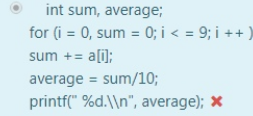 int sum, average;
for (i = 0, sum = 0; i < = 9; i ++ )
sum += a[i];
average = sum/10;
printf(" %d.\\n", average);